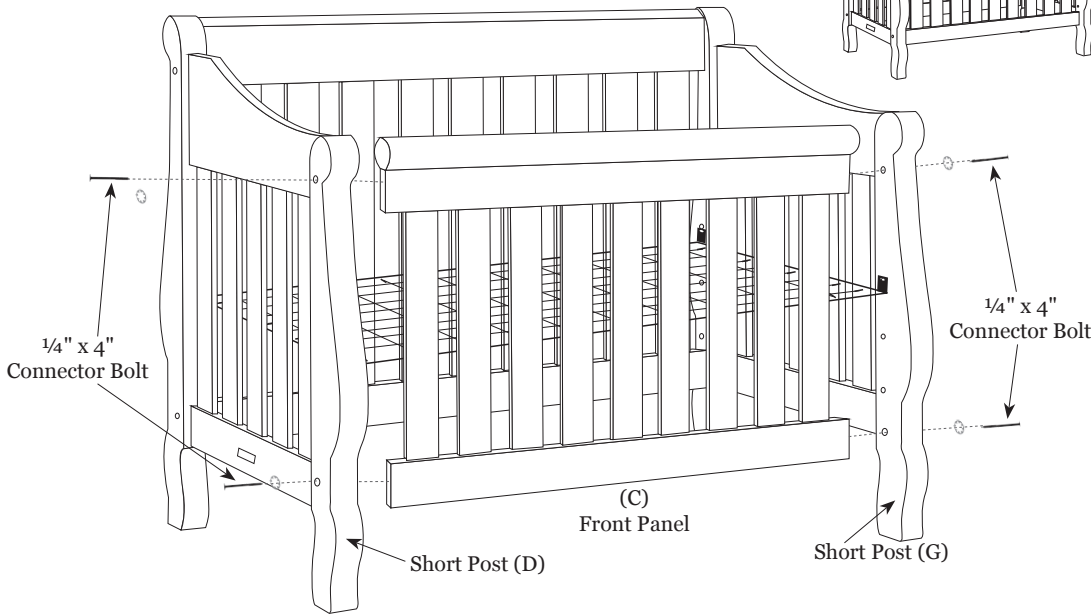 ¼" x 4"
Connector Bolt
¼" x 4"
Connector Bolt
(C)
Front Panel
Short Post (D)
Short Post (G)